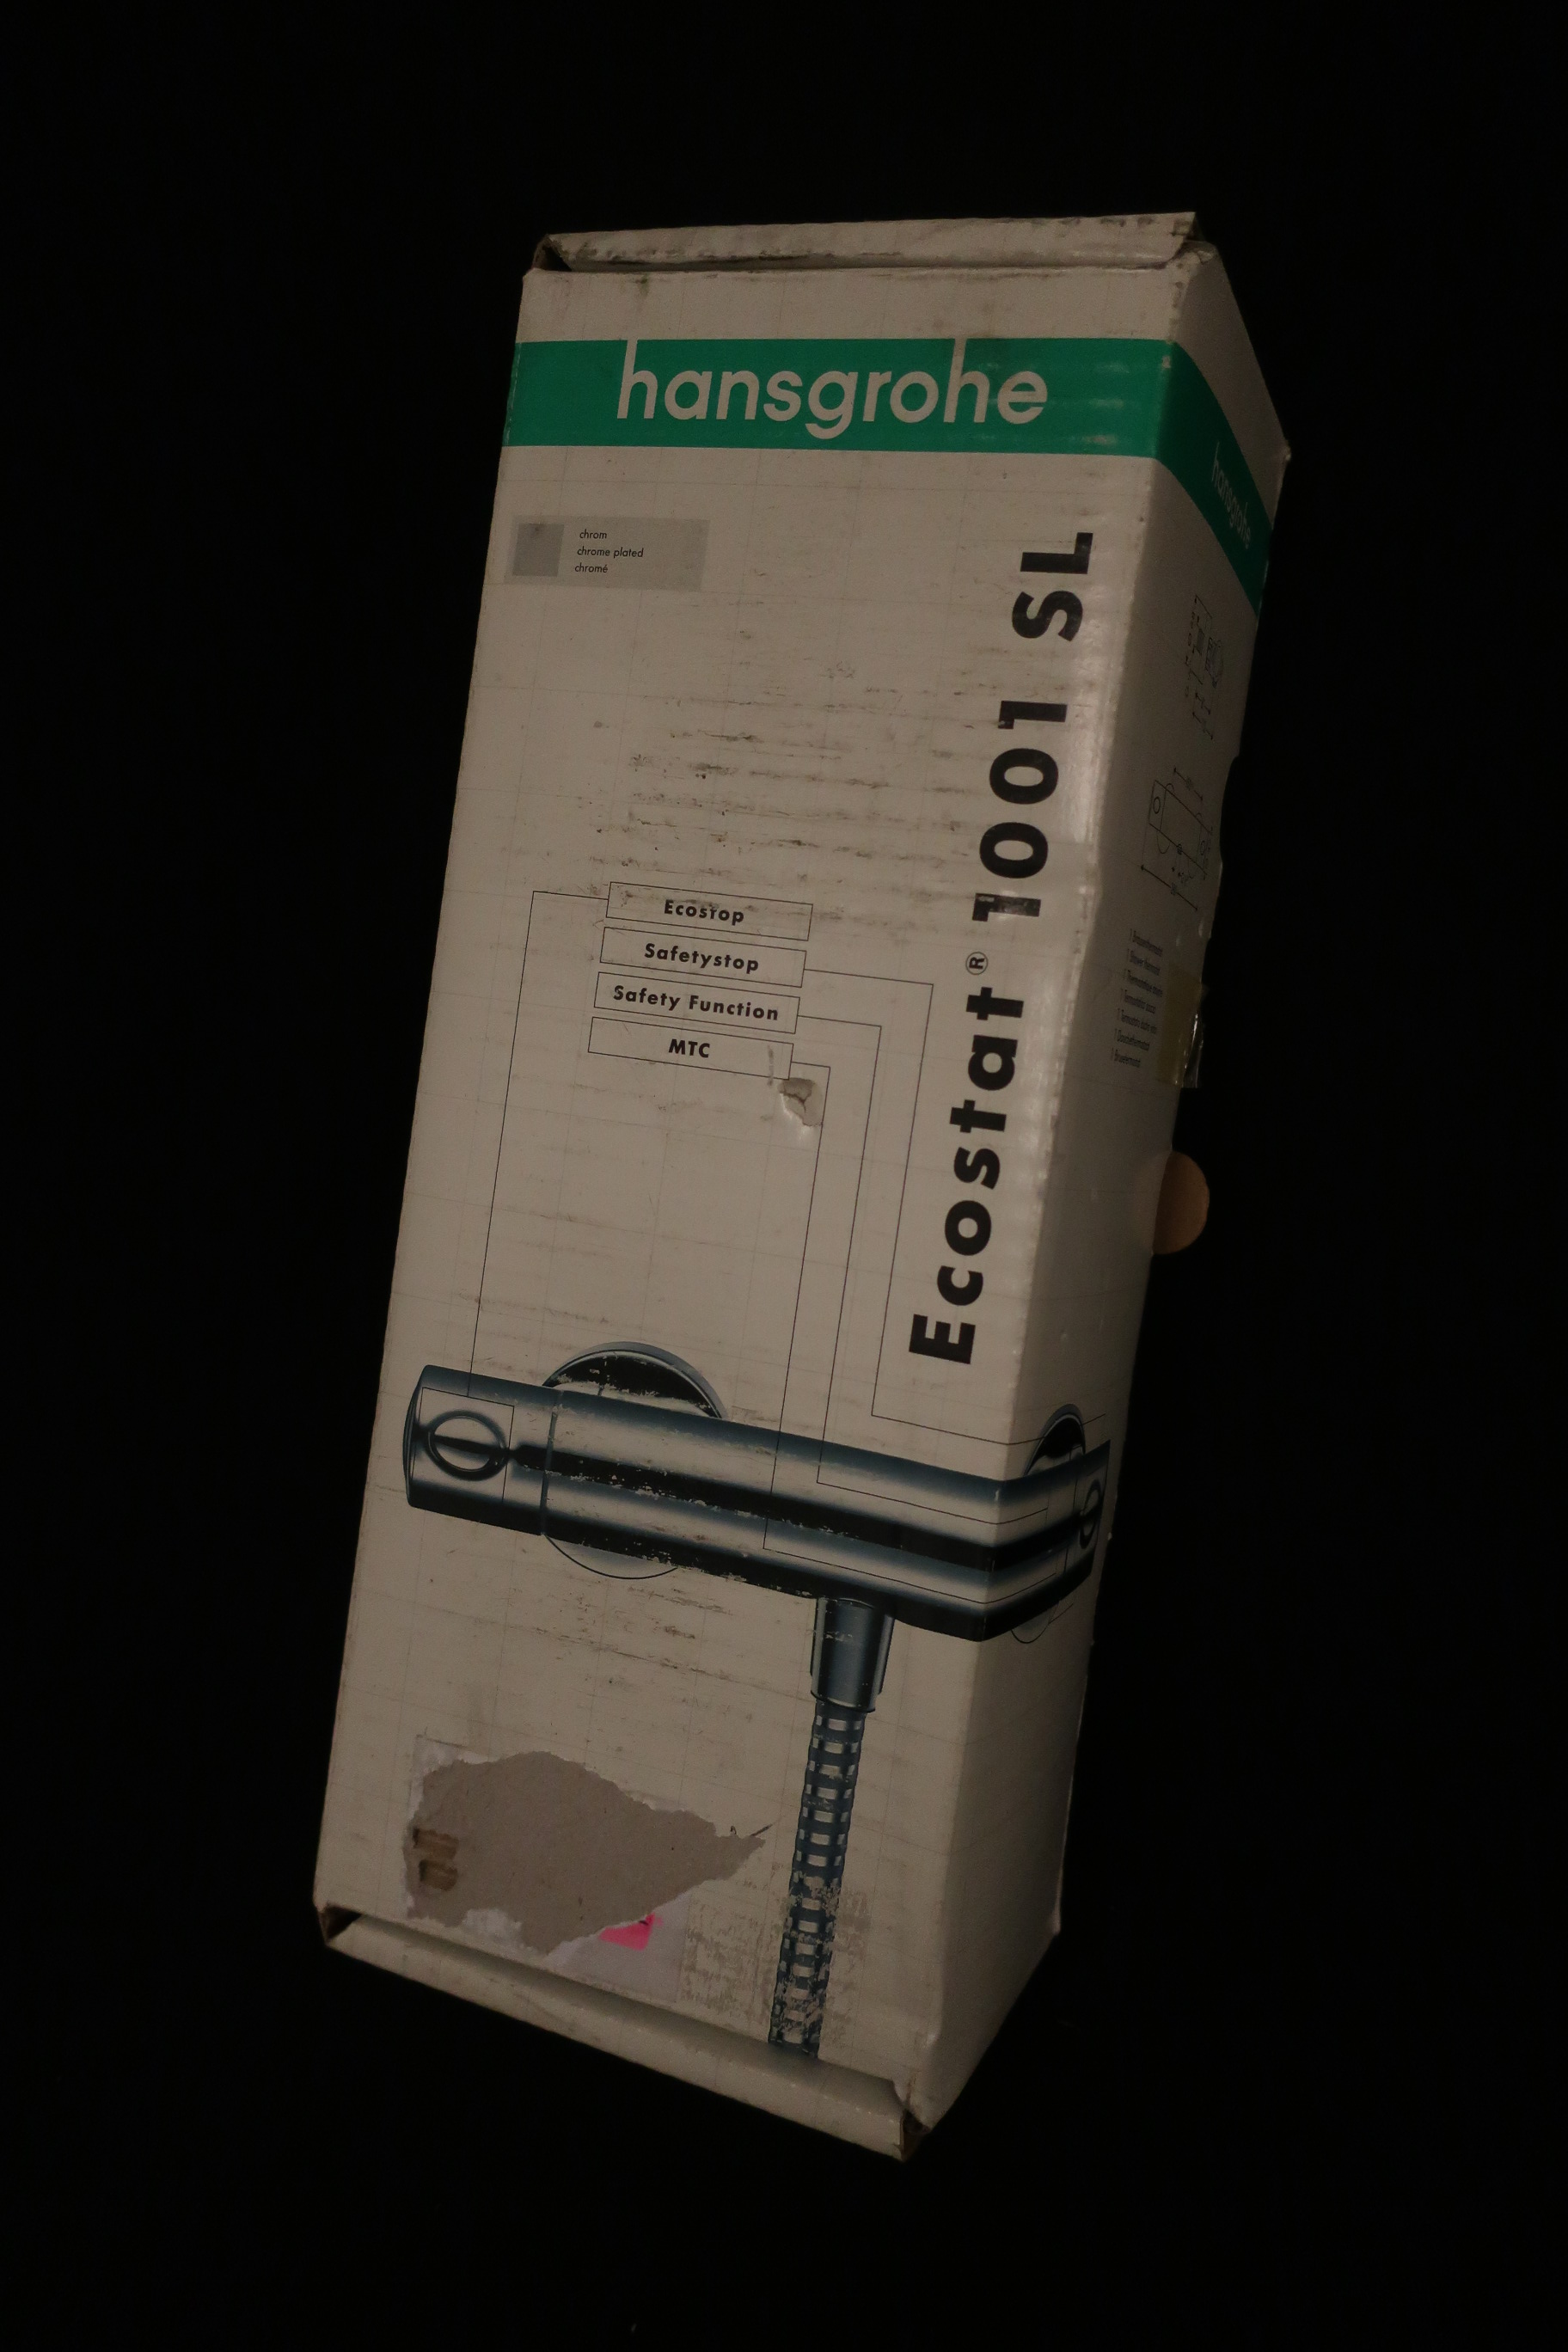 hansgrohe
hansgrohe
chrom
chrome plated
chromé
Ecostat® 1001 SL
Ecostop
Safetystop
Safety Function
MTC